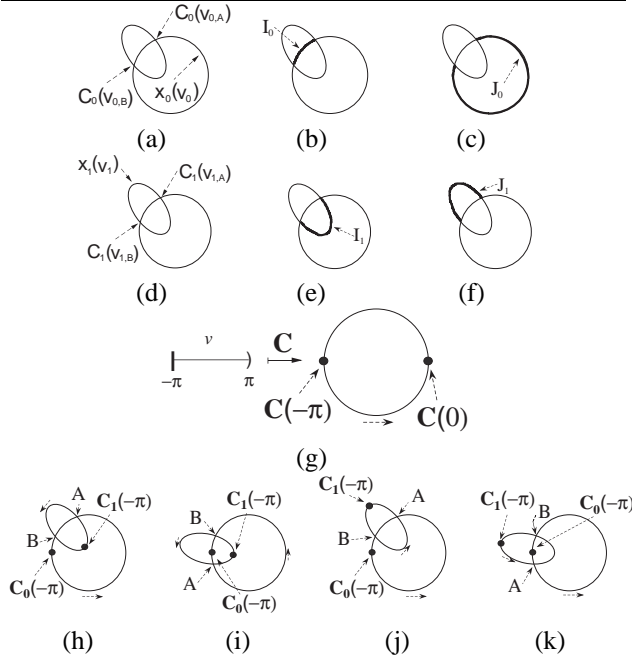 C₀(v₀,A)
C₀(v₀,B)
x₀(v₀)
I₀
J₀
(a) (b) (c)
x₁(v₁)
C₁(v₁,A)
C₁(v₁,B)
I₁
J₁
(d) (e) (f)
v
C
−π
π
C(−π)
C(0)
(g)
A
C₁(−π)
B
C₀(−π)
B
C₁(−π)
A
C₀(−π)
C₁(−π)
A
B
C₀(−π)
C₁(−π)
B
C₀(−π)
A
(h) (i) (j) (k)